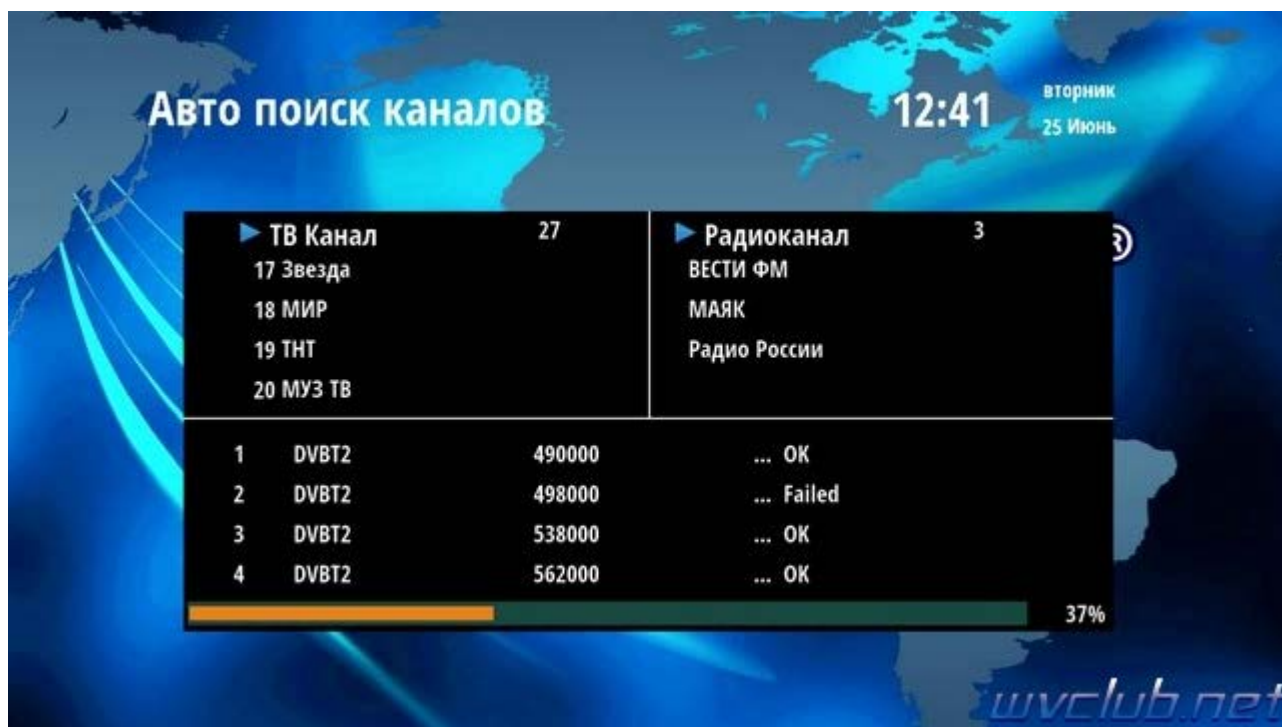 Авто поиск каналов
12:41
вторник
25 Июнь
ТВ Канал 27
17 Звезда
18 МИР
19 ТНТ
20 МУЗ ТВ
Радиоканал 3
ВЕСТИ ФМ
МАЯК
Радио России
®
1 DVBT2 490000 ... OK
2 DVBT2 498000 ... Failed
3 DVBT2 538000 ... OK
4 DVBT2 562000 ... OK
37%
wvclub.net